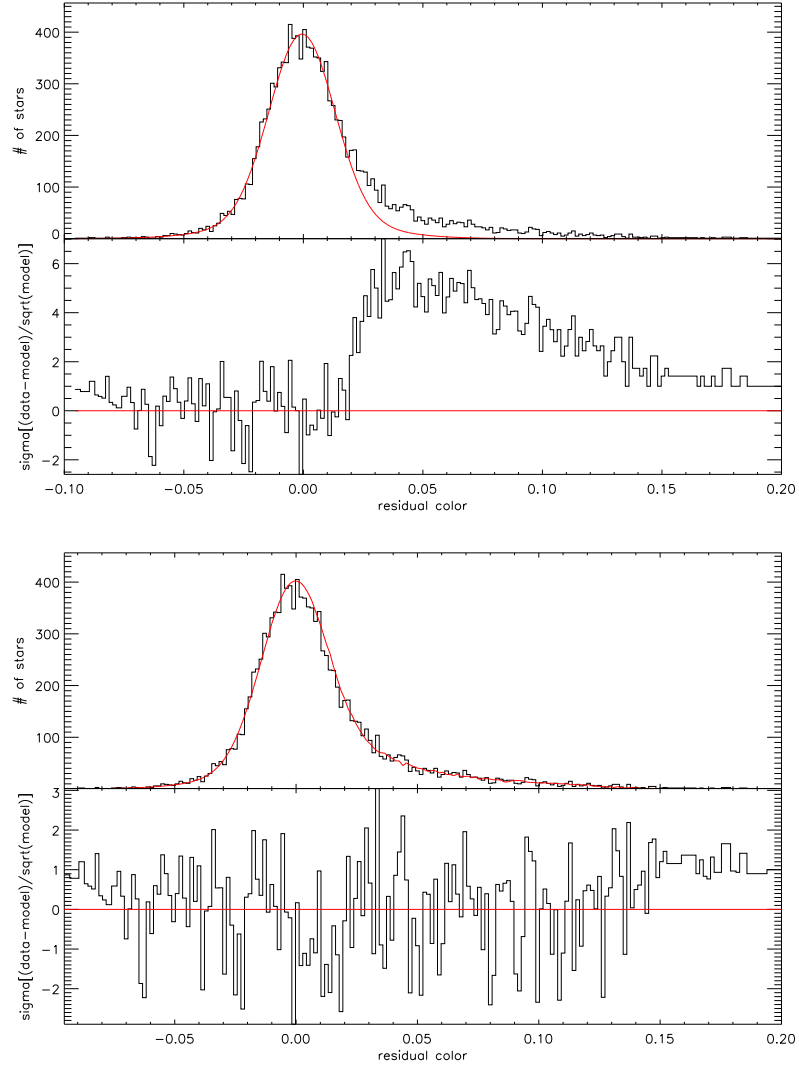 400
300
200
100
0
# of stars
6
4
2
0
-2
sigma[(data-model)/sqrt(model)]
-0.10 -0.05 0.00 0.05 0.10 0.15 0.20
residual color
400
300
200
100
# of stars
3
2
1
0
-1
-2
sigma[(data-model)/sqrt(model)]
-0.05 0.00 0.05 0.10 0.15 0.20
residual color